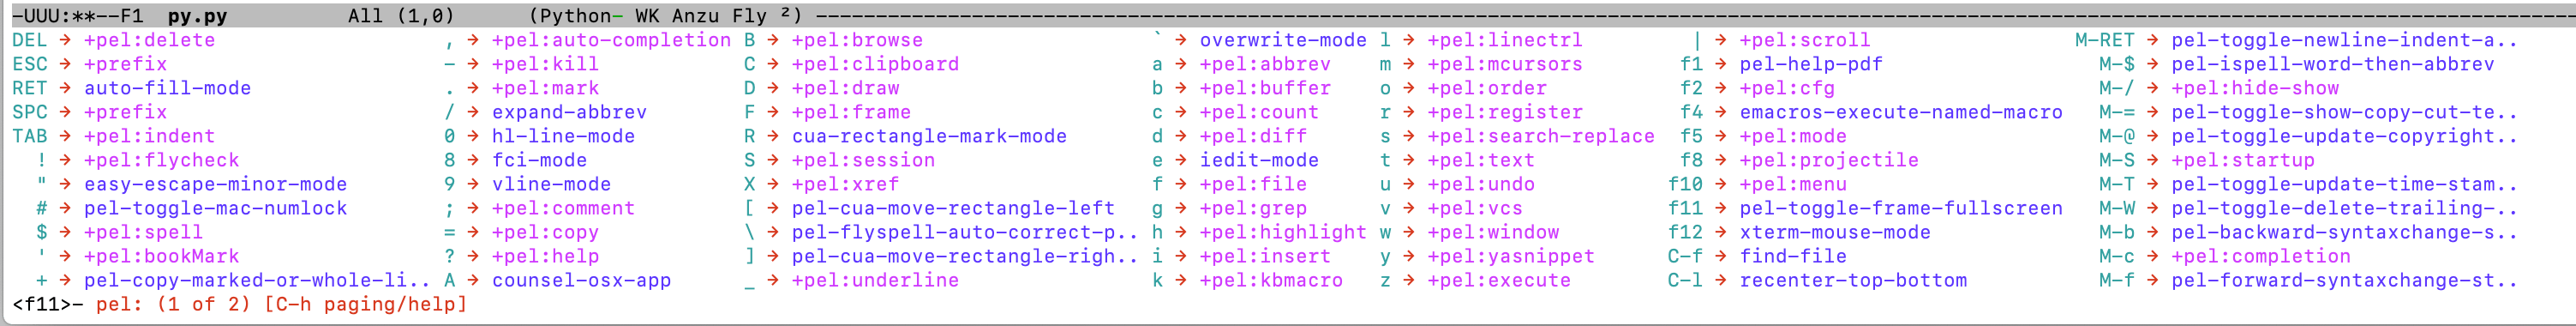 -UUU:**--F1  py.py          All (1,0)      (Python- WK Anzu Fly ²) ----------------------------------------
DEL → +pel:delete , → +pel:auto-completion B → +pel:browse ` → overwrite-mode l → +pel:linectrl | → +pel:scroll M-RET → pel-toggle-newline-indent-a..
ESC → +prefix - → +pel:kill C → +pel:clipboard a → +pel:abbrev m → +pel:mcursors f1 → pel-help-pdf M-$ → pel-ispell-word-then-abbrev
RET → auto-fill-mode . → +pel:mark D → +pel:draw b → +pel:buffer o → +pel:order f2 → +pel:cfg M-/ → +pel:hide-show
SPC → +prefix / → expand-abbrev F → +pel:frame c → +pel:count r → +pel:register f4 → emacros-execute-named-macro M-= → pel-toggle-show-copy-cut-te..
TAB → +pel:indent 0 → hl-line-mode R → cua-rectangle-mark-mode d → +pel:diff s → +pel:search-replace f5 → +pel:mode M-@ → pel-toggle-update-copyright..
! → +pel:flycheck 8 → fci-mode S → +pel:session e → iedit-mode t → +pel:text f8 → +pel:projectile M-S → +pel:startup
" → easy-escape-minor-mode 9 → vline-mode X → +pel:xref f → +pel:file u → +pel:undo f10 → +pel:menu M-T → pel-toggle-update-time-stam..
# → pel-toggle-mac-numlock ; → +pel:comment [ → pel-cua-move-rectangle-left g → +pel:grep v → +pel:vcs f11 → pel-toggle-frame-fullscreen M-W → pel-toggle-delete-trailing-..
$ → +pel:spell = → +pel:copy \ → pel-flyspell-auto-correct-p.. h → +pel:highlight w → +pel:window f12 → xterm-mouse-mode M-b → pel-backward-syntaxchange-s..
' → +pel:bookMark ? → +pel:help ] → pel-cua-move-rectangle-righ.. i → +pel:insert y → +pel:yasnippet C-f → find-file M-c → +pel:completion
+ → pel-copy-marked-or-whole-li.. A → counsel-osx-app _ → +pel:underline k → +pel:kbmacro z → +pel:execute C-l → recenter-top-bottom M-f → pel-forward-syntaxchange-st..
<f11>- pel: (1 of 2) [C-h paging/help]